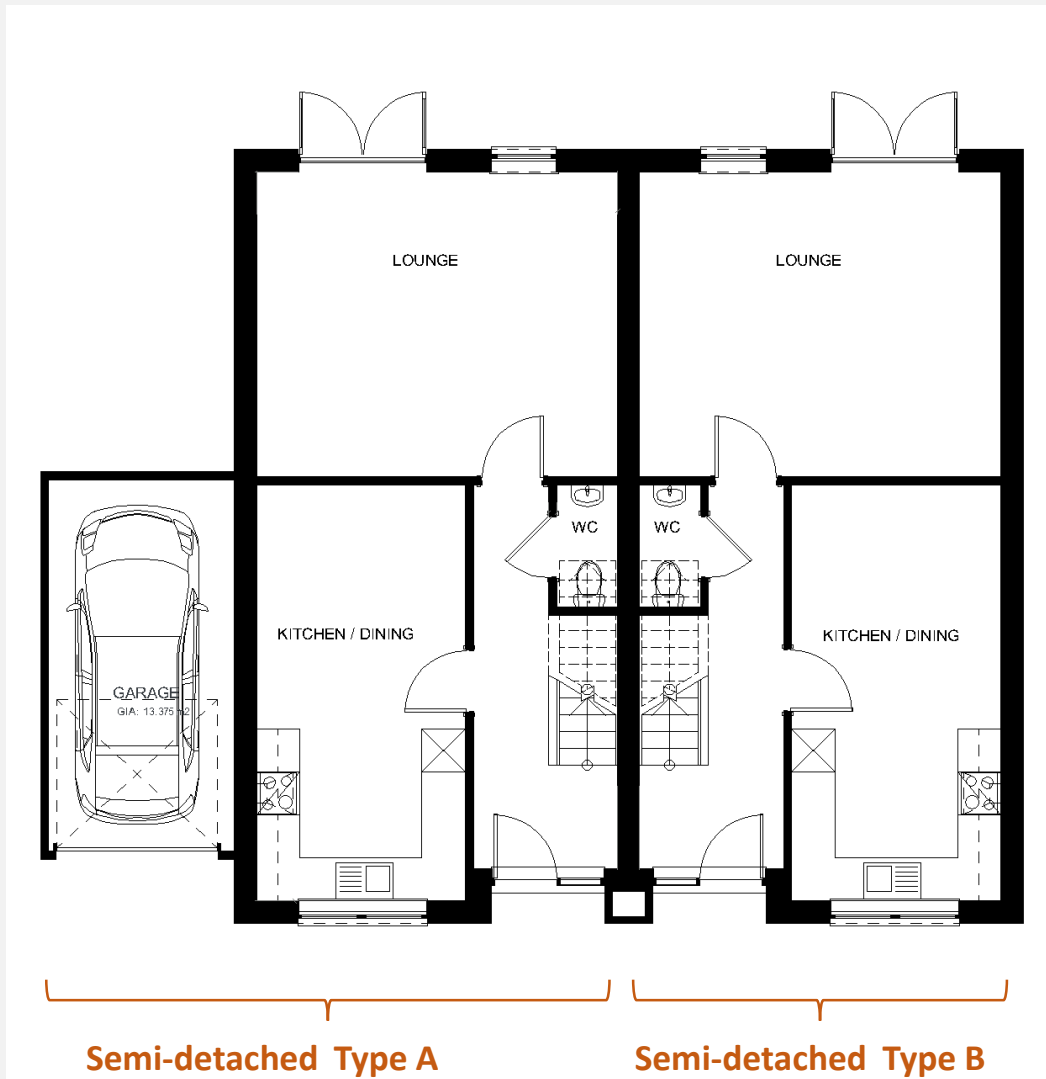 LOUNGE
LOUNGE
WC
WC
KITCHEN / DINING
KITCHEN / DINING
GARAGE
GIA: 13.375 m2
Semi-detached Type A
Semi-detached Type B